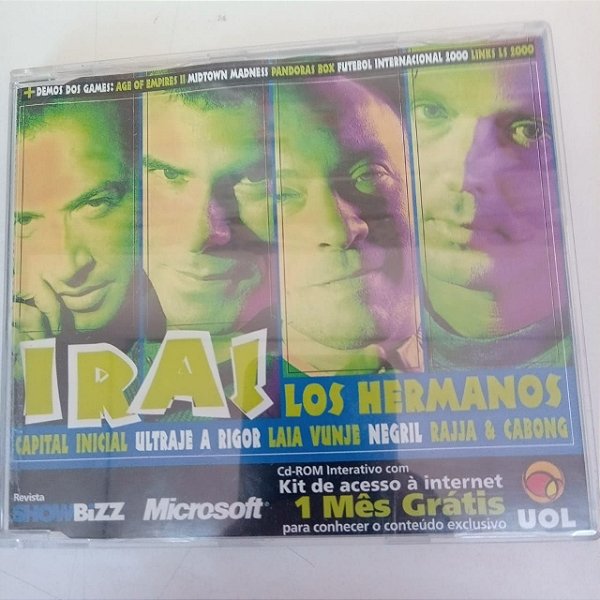 + DEMOS DOS GAMES: AGE OF EMPIRES II MIDTOWN MADNESS PANDORAS BOX FUTEBOL INTERNACIONAL 2000 LINKS LS 2000
IRA!
LOS HERMANOS
CAPITAL INICIAL ULTRAJE A RIGOR LAIA VUNJE NEGRIL RAJJA & CABONG
Revista
SHOWBIZZ
Microsoft®
Cd-ROM Interativo com
Kit de acesso à internet
1 Mês Grátis
para conhecer o conteúdo exclusivo
UOL